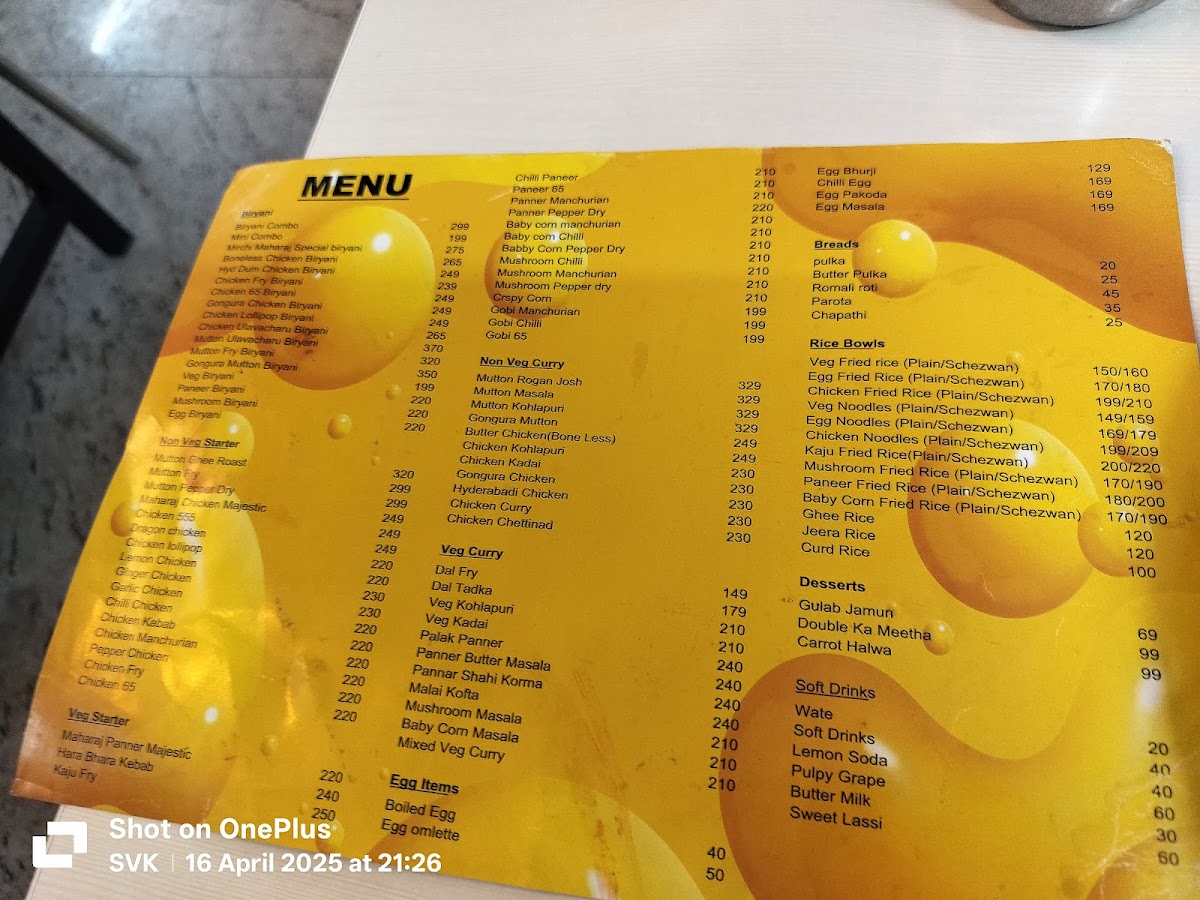 MENU
Biryani
Biryani Combo 299
Mini Combo 199
Mirchi Maharaj Special biryani 275
Boneless Chicken Biryani 265
Hyd Dum Chicken Biryani 249
Chicken Fry Biryani 239
Chicken 65 Biryani 249
Gongura Chicken Biryani 249
Chicken Lollipop Biryani 249
Chicken Ulavacharu Biryani 265
Mutton Ulavacharu Biryani 370
Mutton Fry Biryani 320
Gongura Mutton Biryani 350
Veg Biryani 199
Paneer Biryani 220
Mushroom Biryani 220
Egg Biryani 220
Non Veg Starter
Mutton Ghee Roast 320
Mutton Fry 299
Mutton Pepper Dry 299
Maharaj Chicken Majestic 249
Chicken 555 249
Dragon chicken 249
Chicken lollipop 220
Lemon Chicken 220
Ginger Chicken 230
Garlic Chicken 230
Chilli Chicken 220
Chicken Kabab 220
Chicken Manchurian 220
Pepper Chicken 220
Chicken Fry 220
Chicken 65 220
Veg Starter
Maharaj Panner Majestic 220
Hara Bhara Kebab 240
Kaju Fry 250
Chilli Paneer 210
Paneer 65 210
Panner Manchurian 210
Panner Pepper Dry 220
Baby corn manchurian 210
Baby corn Chilli 210
Babby Corn Pepper Dry 210
Mushroom Chilli 210
Mushroom Manchurian 210
Mushroom Pepper dry 210
Crspy Corn 210
Gobi Manchurian 199
Gobi Chilli 199
Gobi 65 199
Non Veg Curry
Mutton Rogan Josh 329
Mutton Masala 329
Mutton Kohlapuri 329
Gongura Mutton 329
Butter Chicken(Bone Less) 249
Chicken Kohlapuri 249
Chicken Kadai 230
Gongura Chicken 230
Hyderabadi Chicken 230
Chicken Curry 230
Chicken Chettinad 230
Veg Curry
Dal Fry 149
Dal Tadka 179
Veg Kohlapuri 210
Veg Kadai 210
Palak Panner 240
Panner Butter Masala 240
Pannar Shahi Korma 240
Malai Kofta 240
Mushroom Masala 210
Baby Corn Masala 210
Mixed Veg Curry 210
Egg Items
Boiled Egg 40
Egg omlette 50
Egg Bhurji 129
Chilli Egg 169
Egg Pakoda 169
Egg Masala 169
Breads
pulka 20
Butter Pulka 25
Romali roti 45
Parota 35
Chapathi 25
Rice Bowls
Veg Fried rice (Plain/Schezwan) 150/160
Egg Fried Rice (Plain/Schezwan) 170/180
Chicken Fried Rice (Plain/Schezwan) 199/210
Veg Noodles (Plain/Schezwan) 149/159
Egg Noodles (Plain/Schezwan) 169/179
Chicken Noodles (Plain/Schezwan) 199/209
Kaju Fried Rice(Plain/Schezwan) 200/220
Mushroom Fried Rice (Plain/Schezwan) 170/190
Paneer Fried Rice (Plain/Schezwan) 180/200
Baby Corn Fried Rice (Plain/Schezwan) 170/190
Ghee Rice 120
Jeera Rice 120
Curd Rice 100
Desserts
Gulab Jamun 69
Double Ka Meetha 99
Carrot Halwa 99
Soft Drinks
Wate 20
Soft Drinks 40
Lemon Soda 40
Pulpy Grape 60
Butter Milk 30
Sweet Lassi 60
Shot on OnePlus
SVK | 16 April 2025 at 21:26